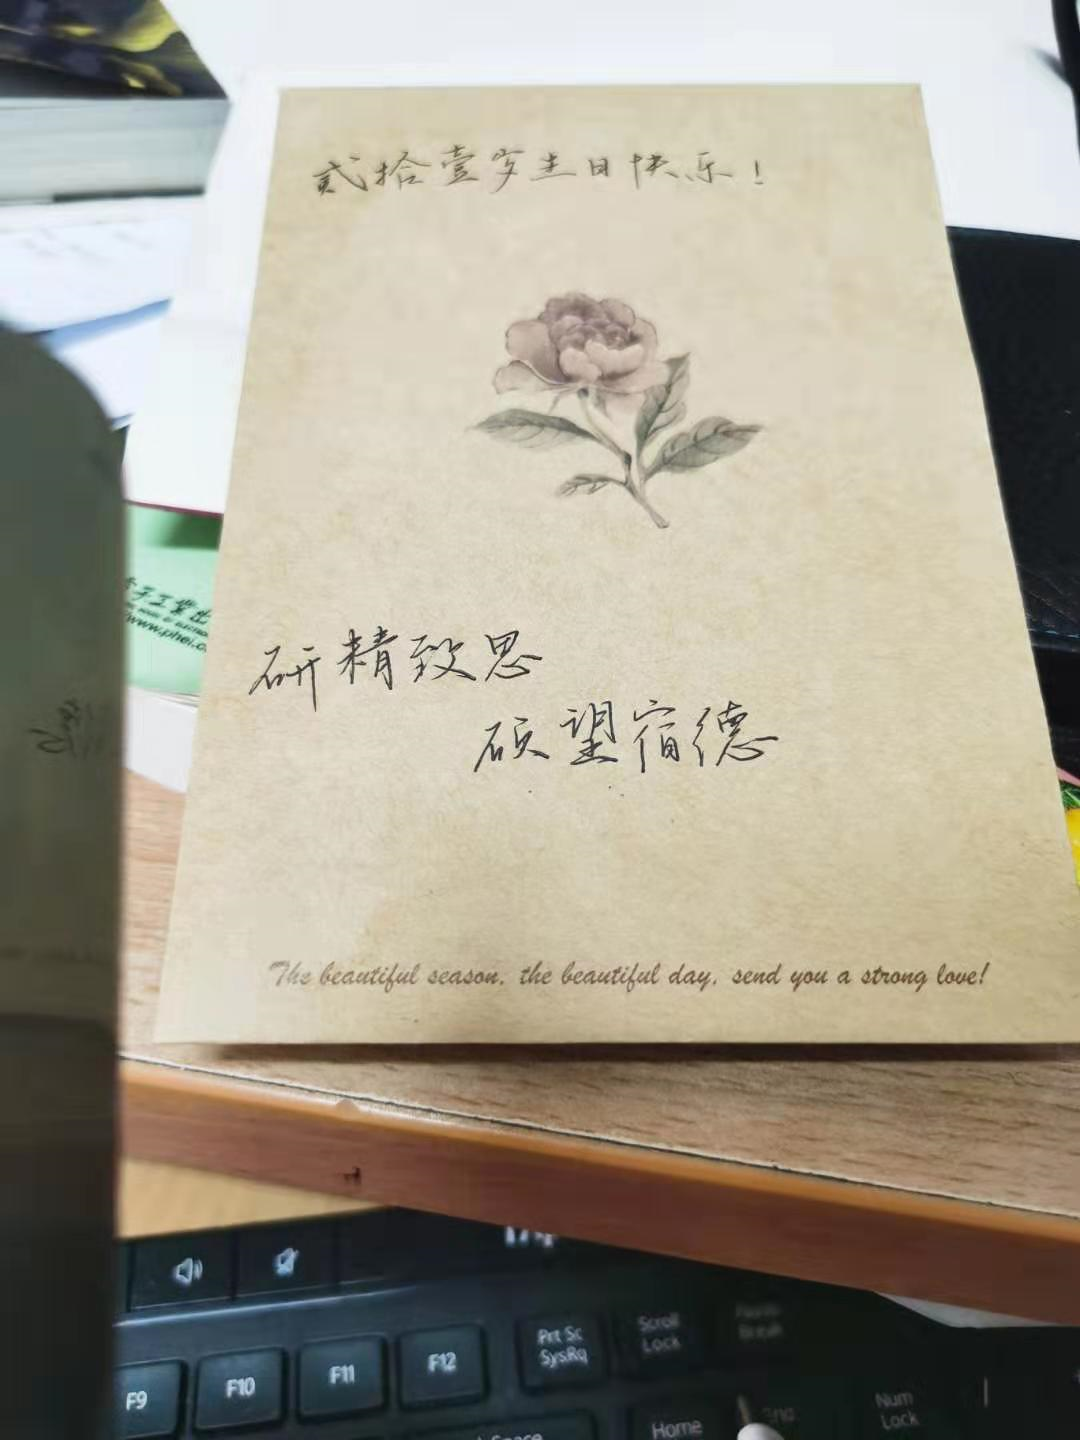 贰拾壹岁生日快乐！
研精致思
硕望宿德
The beautiful season, the beautiful day, send you a strong love!
子工业出
www.phei.c
F9
F10
F11
F12
Prt Sc
SysRq
Scroll
Lock
Break
Home
Num
Lock